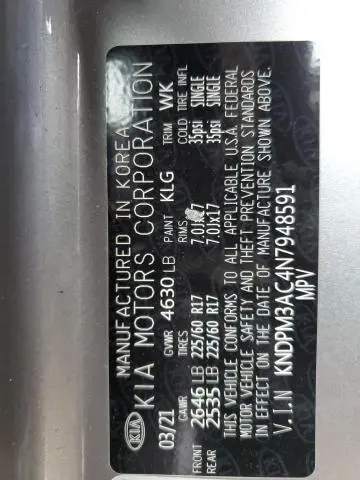 MANUFACTURED IN KOREA
KIA KIA MOTORS CORPORATION
03/21 GVWR 4630 LB PAINT KLG TRIM WK
GAWR TIRES RIMS COLD TIRE INFL
FRONT 2646 LB 225/60 R17 7.0Jx17 35psi SINGLE
REAR 2535 LB 225/60 R17 7.0Jx17 35psi SINGLE
THIS VEHICLE CONFORMS TO ALL APPLICABLE U.S.A. FEDERAL
MOTOR VEHICLE SAFETY AND THEFT PREVENTION STANDARDS
IN EFFECT ON THE DATE OF MANUFACTURE SHOWN ABOVE.
V.I.N KNDPM3AC4N7948591
MPV